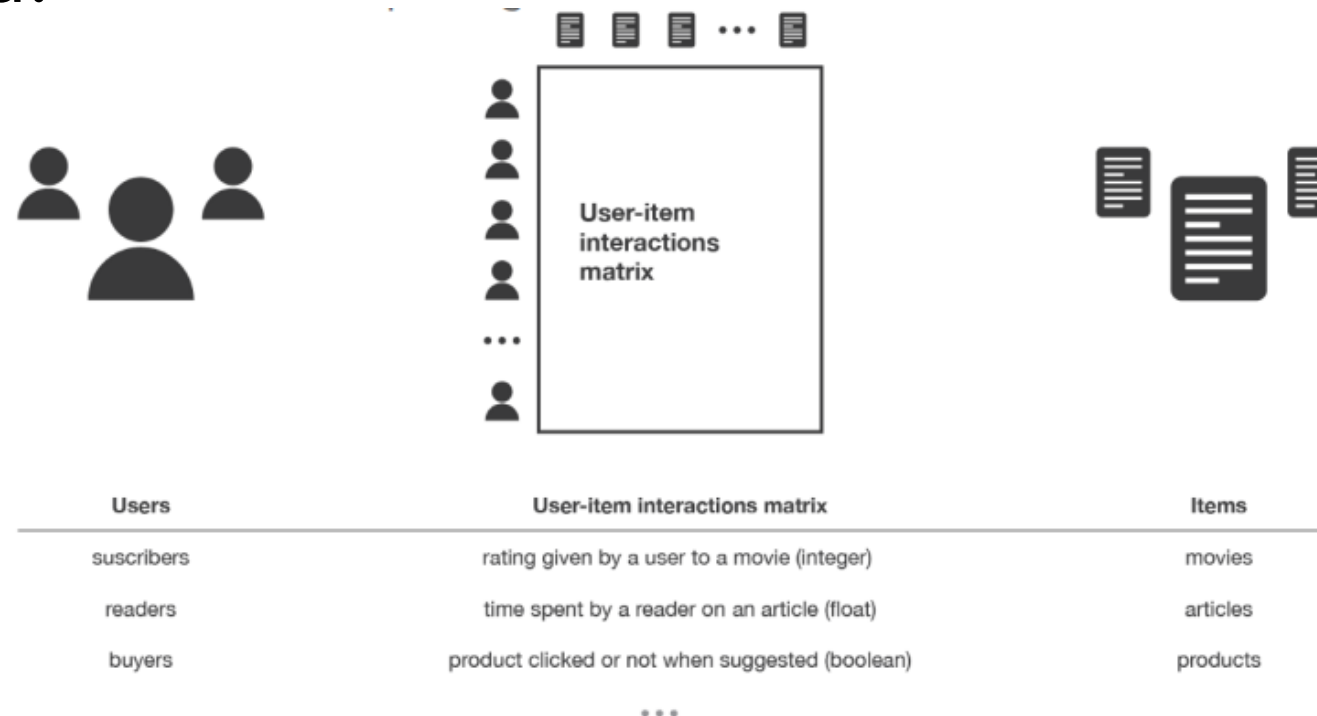 User-item
interactions
matrix
Users User-item interactions matrix Items
suscribers rating given by a user to a movie (integer) movies
readers time spent by a reader on an article (float) articles
buyers product clicked or not when suggested (boolean) products